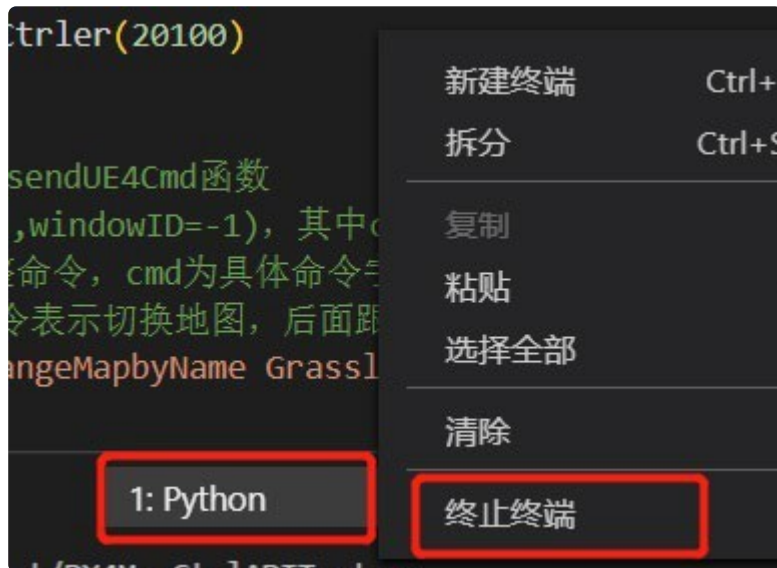 Ctrler(20100)
新建终端 Ctrl+
拆分 Ctrl+S
sendUE4Cmd函数
,windowID=-1), 其中c
复制
整命令, cmd为具体命令字
粘贴
令表示切换地图, 后面跟
选择全部
angeMapbyName Grassl
清除
1: Python
终止终端